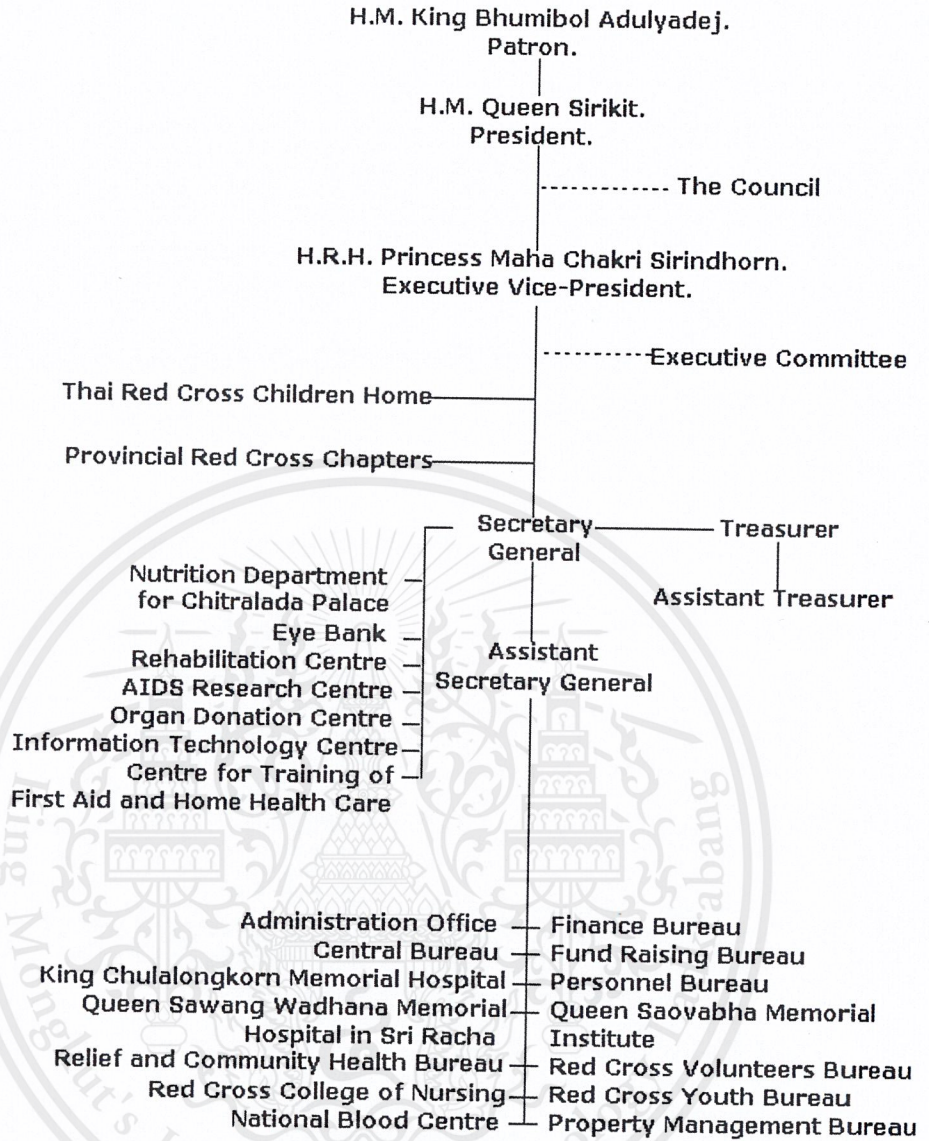 H.M. King Bhumibol Adulyadej.
Patron.
H.M. Queen Sirikit.
President.
The Council
H.R.H. Princess Maha Chakri Sirindhorn.
Executive Vice-President.
Executive Committee
Thai Red Cross Children Home
Provincial Red Cross Chapters
Secretary
General
Treasurer
Assistant Treasurer
Nutrition Department
for Chitralada Palace
Eye Bank
Rehabilitation Centre
AIDS Research Centre
Organ Donation Centre
Information Technology Centre
Centre for Training of
First Aid and Home Health Care
Assistant
Secretary General
Administration Office
Central Bureau
King Chulalongkorn Memorial Hospital
Queen Sawang Wadhana Memorial
Hospital in Sri Racha
Relief and Community Health Bureau
Red Cross College of Nursing
National Blood Centre
Finance Bureau
Fund Raising Bureau
Personnel Bureau
Queen Saovabha Memorial
Institute
Red Cross Volunteers Bureau
Red Cross Youth Bureau
Property Management Bureau
King Mongkut's
Ladkrabang